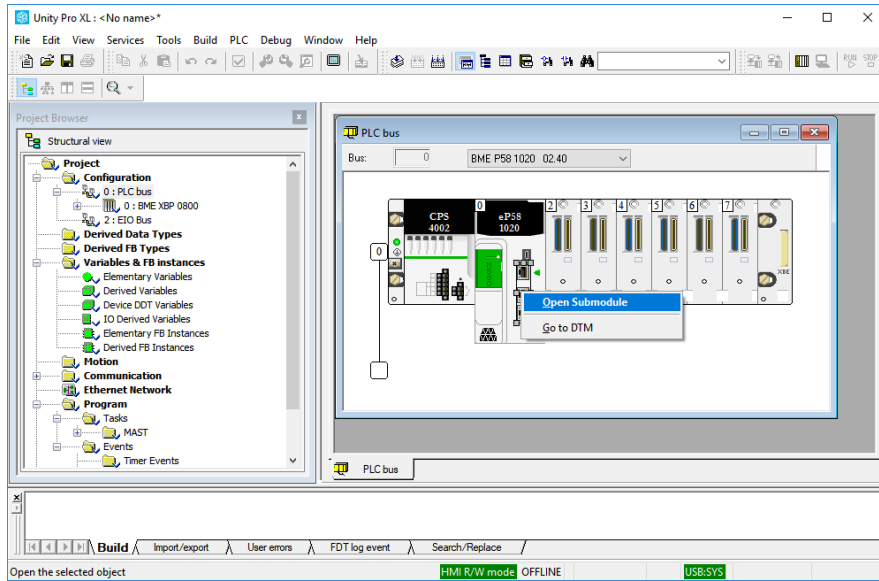 Unity Pro XL : <No name>*
File Edit View Services Tools Build PLC Debug Window Help
RUN STOP
Project Browser
Structural view
Project
Configuration
0 : PLC bus
0 : BME XBP 0800
2 : EIO Bus
Derived Data Types
Derived FB Types
Variables & FB instances
Elementary Variables
Derived Variables
Device DDT Variables
IO Derived Variables
Elementary FB Instances
Derived FB Instances
Motion
Communication
Ethernet Network
Program
Tasks
MAST
Events
Timer Events
PLC bus
Bus: 0 BME P58 1020 02.40
0 2 3 4 5 6 7
CPS 4002
eP58 1020
0
XBE
Open Submodule
Go to DTM
PLC bus
Build Import/export User errors FDT log event Search/Replace
Open the selected object HMI R/W mode OFFLINE USB:SYS